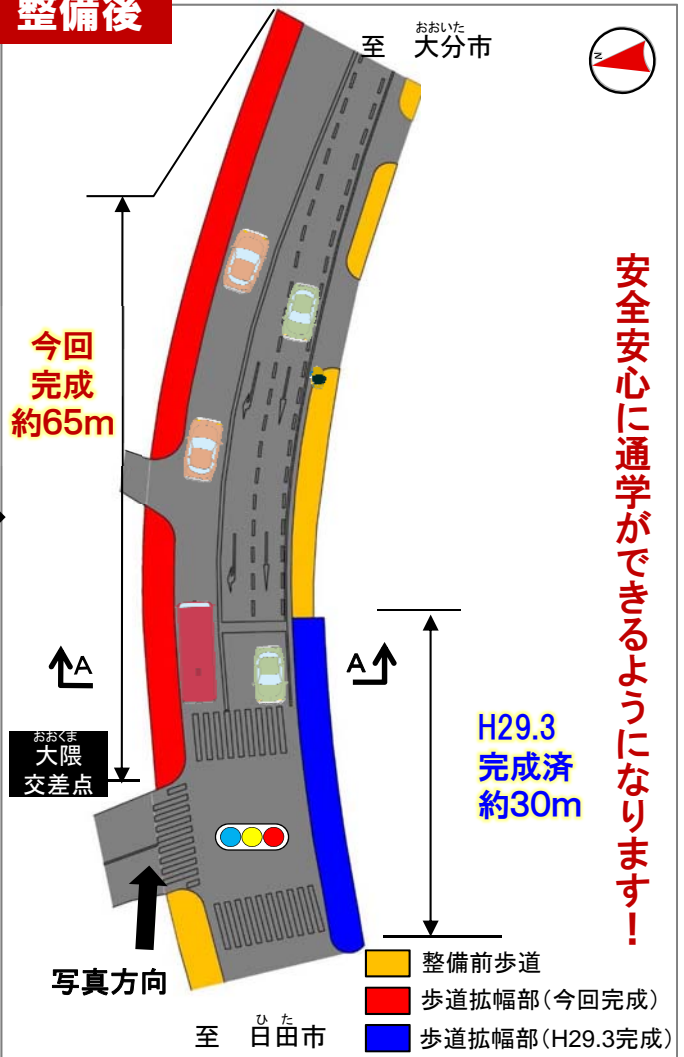 整備後
至 大分市
おおいた
N
今回
完成
約65m
安全安心に通学ができるようになります！
A
A
おおくま
大隈
交差点
H29.3
完成済
約30m
写真方向
整備前歩道
歩道拡幅部(今回完成)
歩道拡幅部(H29.3完成)
ひた
至 日田市